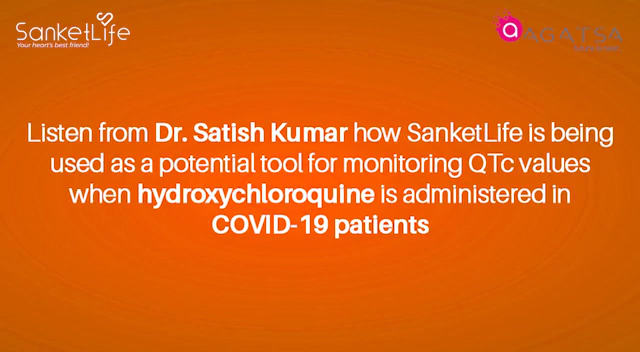 SanketLife
Your heart's best friend!
AGATSA
Listen from Dr. Satish Kumar how SanketLife is being
used as a potential tool for monitoring QTc values
when hydroxychloroquine is administered in
COVID-19 patients